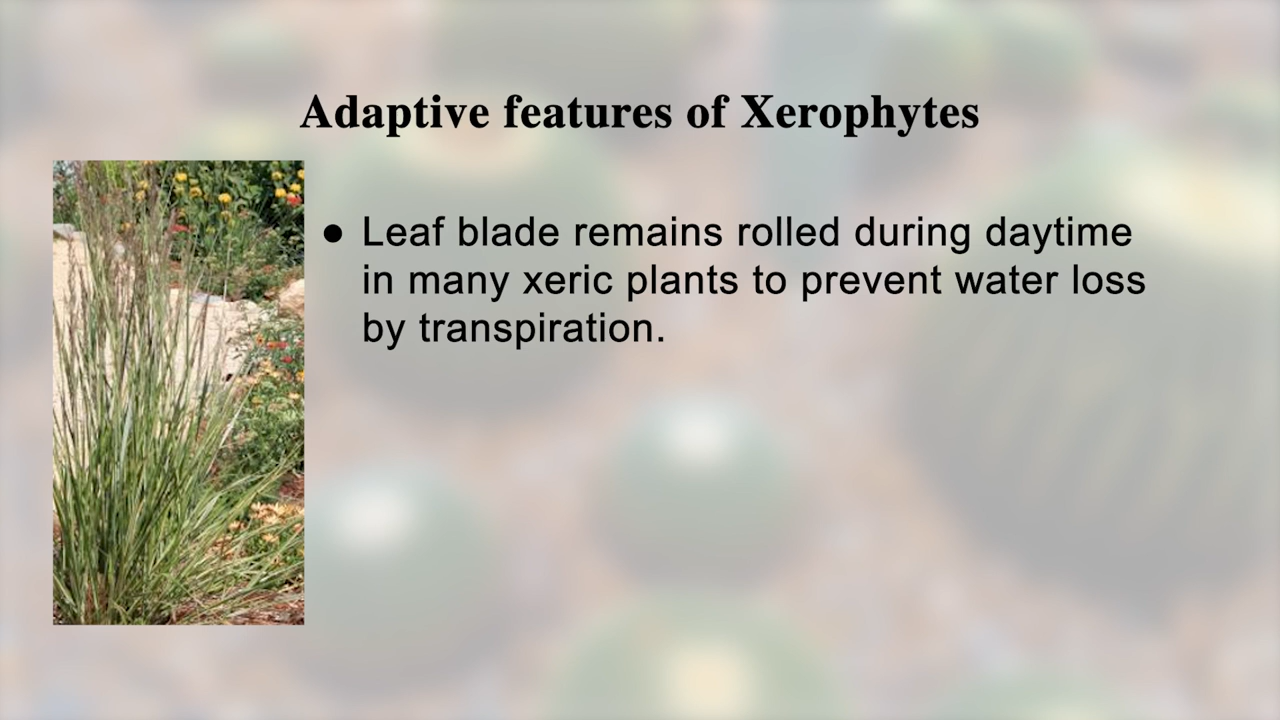 Adaptive features of Xerophytes
● Leaf blade remains rolled during daytime
in many xeric plants to prevent water loss
by transpiration.